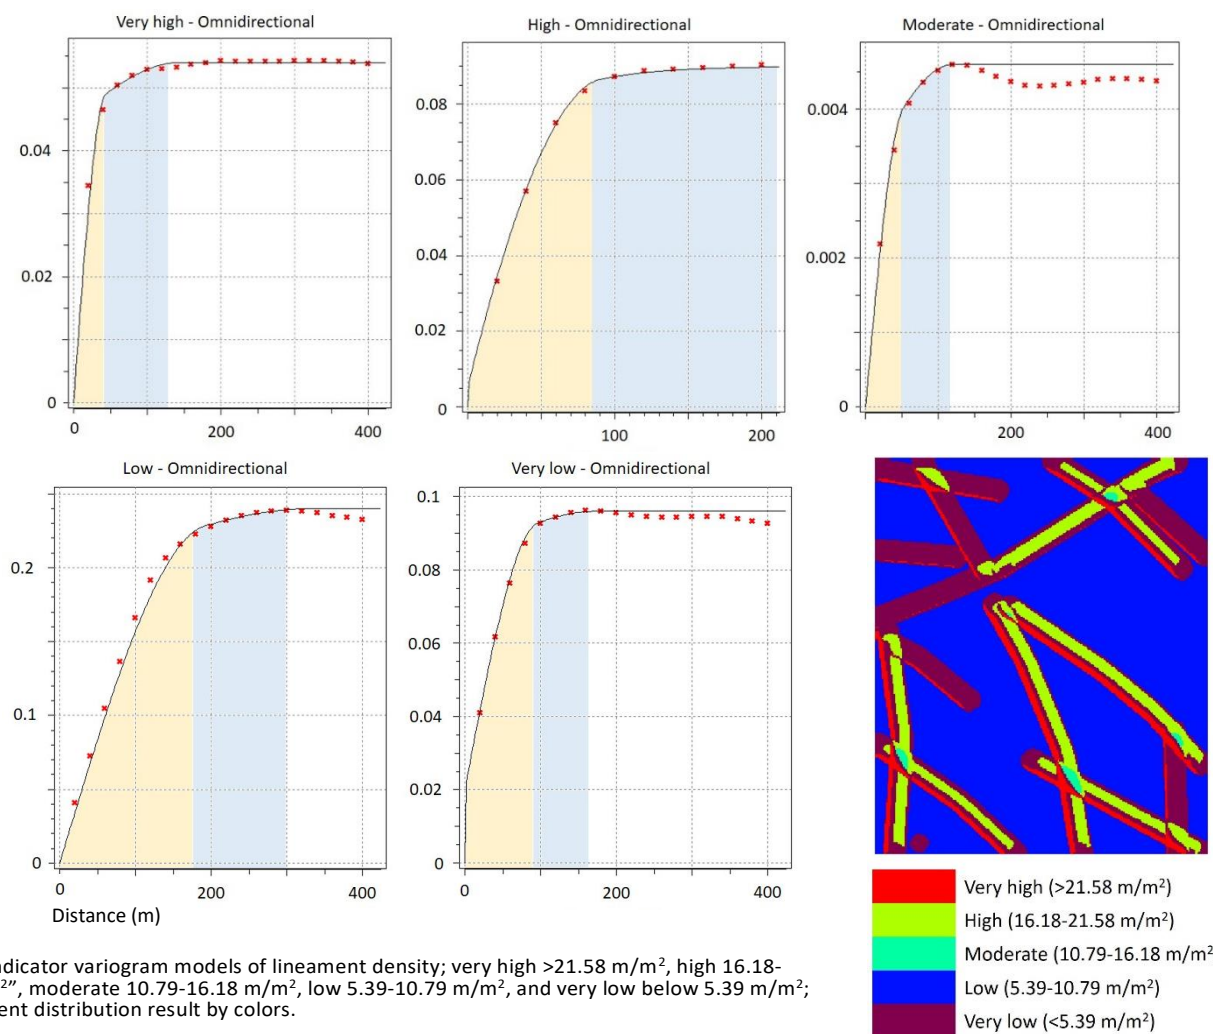 Very high - Omnidirectional
0.04
0.02
0
0 200 400
High - Omnidirectional
0.08
0.06
0.04
0.02
0
100 200
Moderate - Omnidirectional
0.004
0.002
0
0 200 400
Low - Omnidirectional
0.2
0.1
0
0 200 400
Distance (m)
Very low - Omnidirectional
0.1
0.08
0.06
0.04
0.02
0
0 200 400
Very high (>21.58 m/m²)
High (16.18-21.58 m/m²)
Moderate (10.79-16.18 m/m²
Low (5.39-10.79 m/m²)
Very low (<5.39 m/m²)
ndicator variogram models of lineament density; very high >21.58 m/m², high 16.18-
²”, moderate 10.79-16.18 m/m², low 5.39-10.79 m/m², and very low below 5.39 m/m²;
ent distribution result by colors.